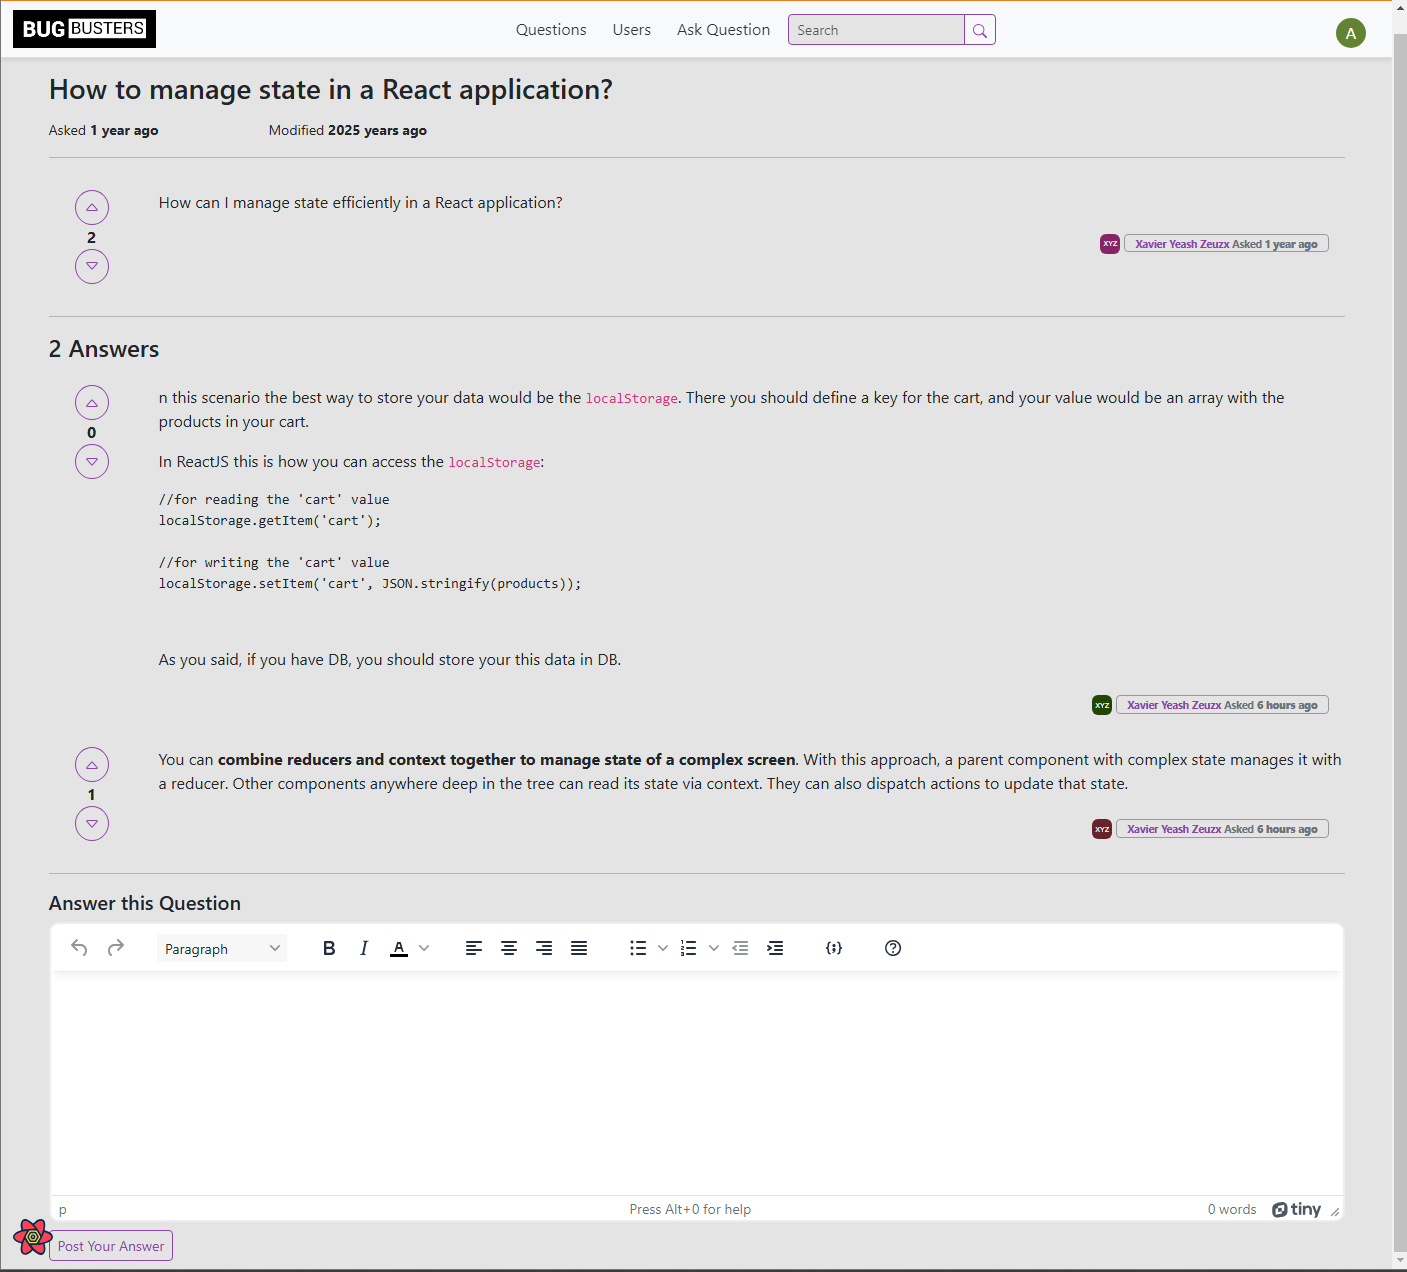 BUG BUSTERS
Questions
Users
Ask Question
Search
A
How to manage state in a React application?
Asked 1 year ago
Modified 2025 years ago
How can I manage state efficiently in a React application?
2
XYZ
Xavier Yeash Zeuzx Asked 1 year ago
2 Answers
n this scenario the best way to store your data would be the localStorage. There you should define a key for the cart, and your value would be an array with the
products in your cart.
0
In ReactJS this is how you can access the localStorage:
//for reading the 'cart' value
localStorage.getItem('cart');
//for writing the 'cart' value
localStorage.setItem('cart', JSON.stringify(products));
As you said, if you have DB, you should store your this data in DB.
XYZ
Xavier Yeash Zeuzx Asked 6 hours ago
You can combine reducers and context together to manage state of a complex screen. With this approach, a parent component with complex state manages it with
a reducer. Other components anywhere deep in the tree can read its state via context. They can also dispatch actions to update that state.
1
XYZ
Xavier Yeash Zeuzx Asked 6 hours ago
Answer this Question
Paragraph
B
I
A
p
Press Alt+0 for help
0 words
tiny
Post Your Answer